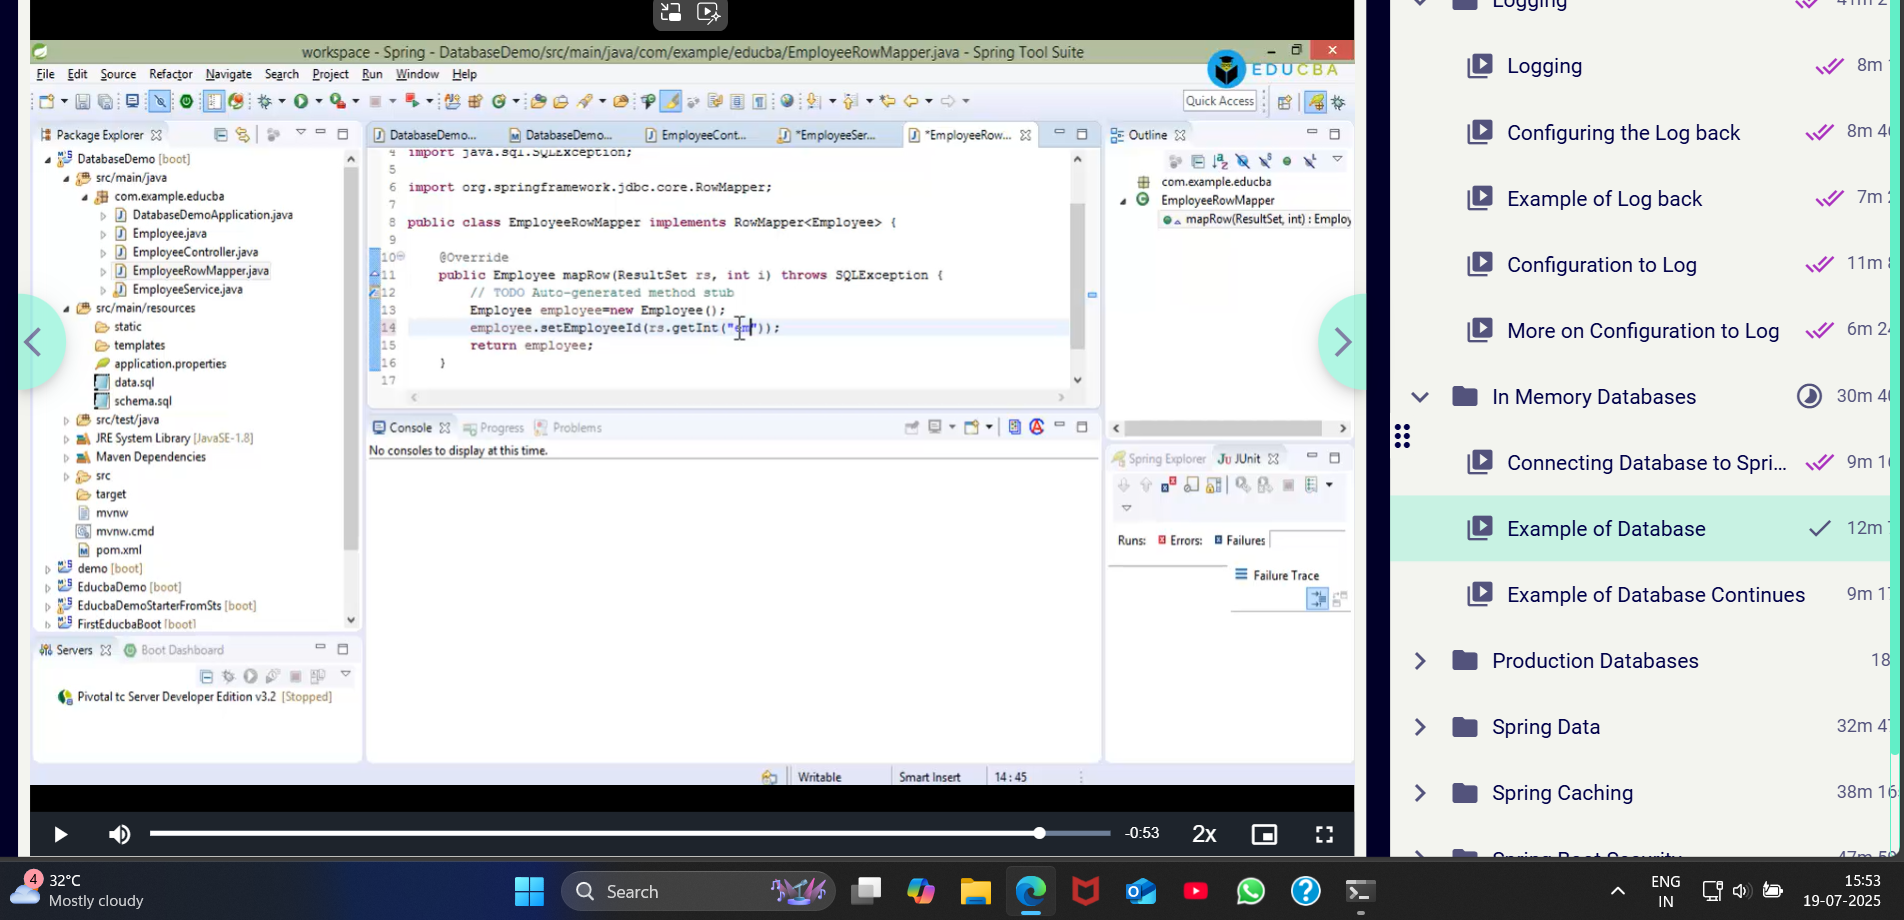 workspace - Spring - DatabaseDemo/src/main/java/com/example/educba/EmployeeRowMapper.java - Spring Tool Suite
EDUCBA
File Edit Source Refactor Navigate Search Project Run Window Help
Quick Access
Package Explorer
DatabaseDemo [boot]
src/main/java
com.example.educba
DatabaseDemoApplication.java
Employee.java
EmployeeController.java
EmployeeRowMapper.java
EmployeeService.java
src/main/resources
static
templates
application.properties
data.sql
schema.sql
src/test/java
JRE System Library [JavaSE-1.8]
Maven Dependencies
src
target
mvnw
mvnw.cmd
pom.xml
demo [boot]
EducbaDemo [boot]
EducbaDemoStarterFromSts [boot]
FirstEducbaBoot [boot]
Servers Boot Dashboard
Pivotal tc Server Developer Edition v3.2 [Stopped]
DatabaseDemo... DatabaseDemo... EmployeeCont... *EmployeeSer... *EmployeeRow...
4 import java.sql.SQLException;
5
6 import org.springframework.jdbc.core.RowMapper;
7
8 public class EmployeeRowMapper implements RowMapper<Employee> {
9
10 @Override
11 public Employee mapRow(ResultSet rs, int i) throws SQLException {
12 // TODO Auto-generated method stub
13 Employee employee=new Employee();
14 employee.setEmployeeId(rs.getInt("em"));
15 return employee;
16 }
17
Console Progress Problems
No consoles to display at this time.
Outline
com.example.educba
EmployeeRowMapper
mapRow(ResultSet, int) : Employ
Spring Explorer JUnit
Runs: Errors: Failures
Failure Trace
Writable Smart Insert 14:45
-0:53 2x
Logging
Logging 8m
Configuring the Log back 8m 4
Example of Log back 7m 2
Configuration to Log 11m
More on Configuration to Log 6m 24
In Memory Databases 30m 40
Connecting Database to Spri... 9m 1
Example of Database 12m
Example of Database Continues 9m 1
Production Databases 18
Spring Data 32m 47
Spring Caching 38m 16
Spring Boot Security 47m 50
4
32°C
Mostly cloudy
Search
ENG
IN
15:53
19-07-2025